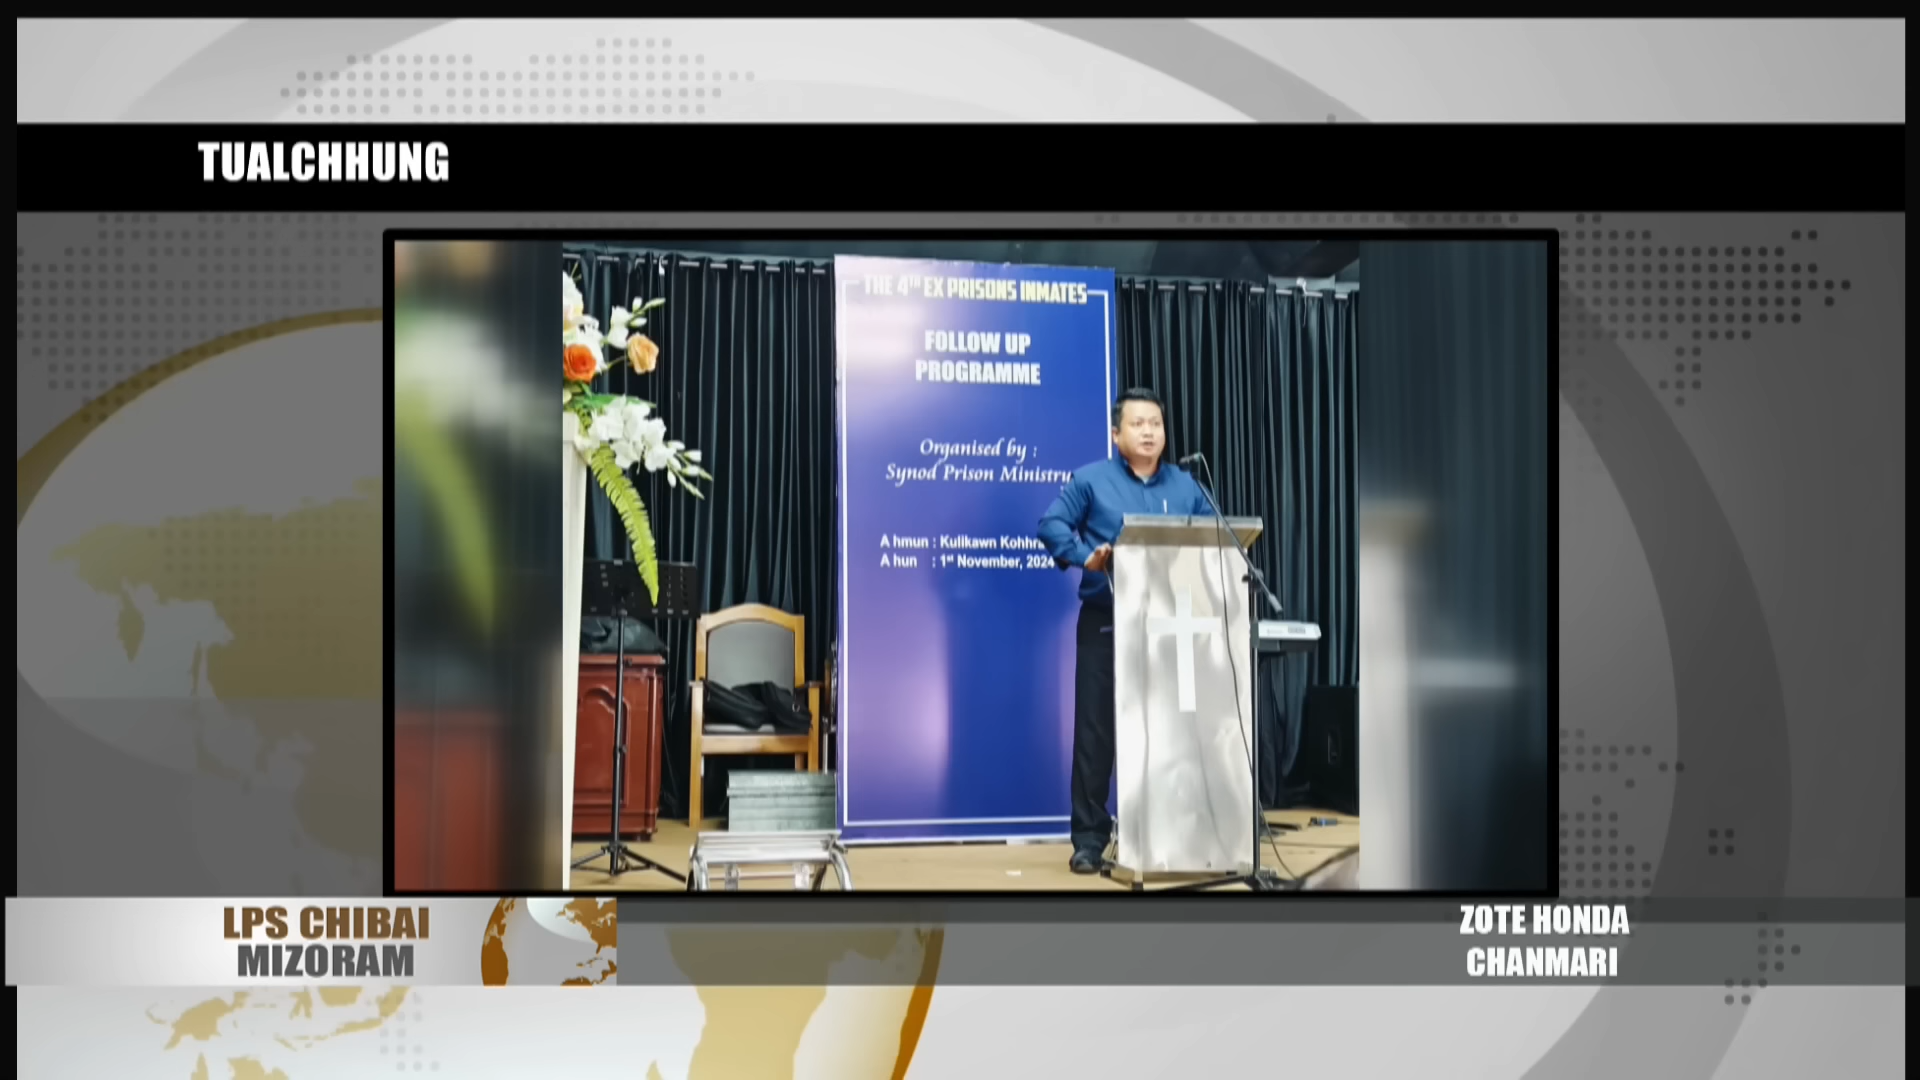 TUALCHHUNG
THE 4TH EX PRISONS INMATES
FOLLOW UP
PROGRAMME
Organised by :
Synod Prison Ministry
A hmun : Kulikawn
A hun : 1st November, 2024
LPS CHIBAI
MIZORAM
ZOTE HONDA
CHANMARI